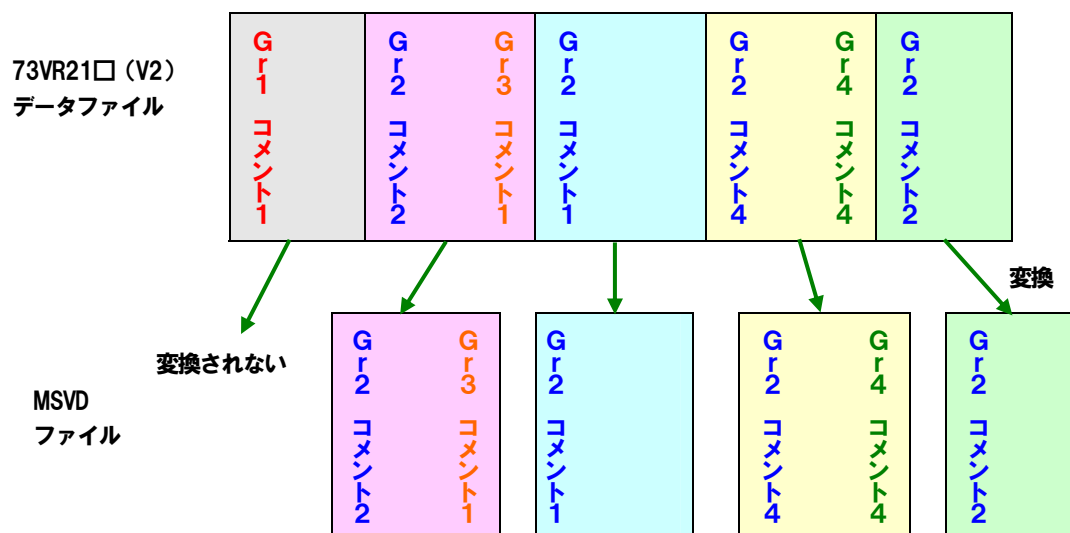 73VR21□（V2）
データファイル
Gr1 コメント1
Gr2 コメント2
Gr3 コメント1
Gr2 コメント1
Gr2 コメント4
Gr4 コメント4
Gr2 コメント2
変換
変換されない
MSVD
ファイル
Gr2 コメント2
Gr3 コメント1
Gr2 コメント1
Gr2 コメント4
Gr4 コメント4
Gr2 コメント2